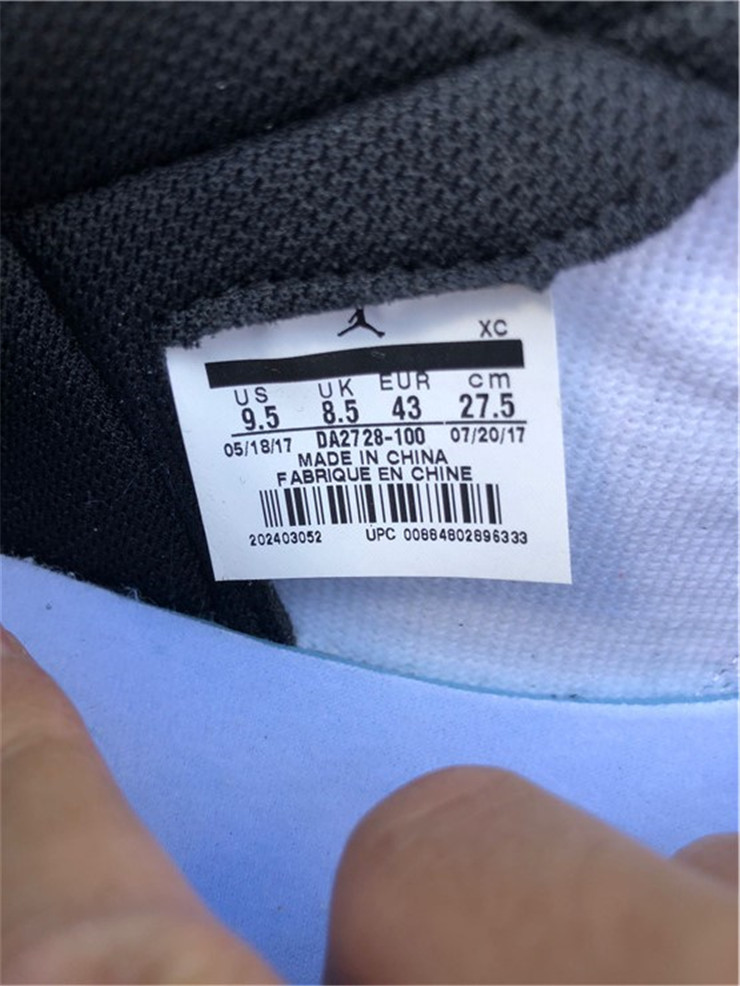 XC
US UK EUR cm
9.5 8.5 43 27.5
05/18/17 DA2728-100 07/20/17
MADE IN CHINA
FABRIQUE EN CHINE
202403052 UPC 00884802896333